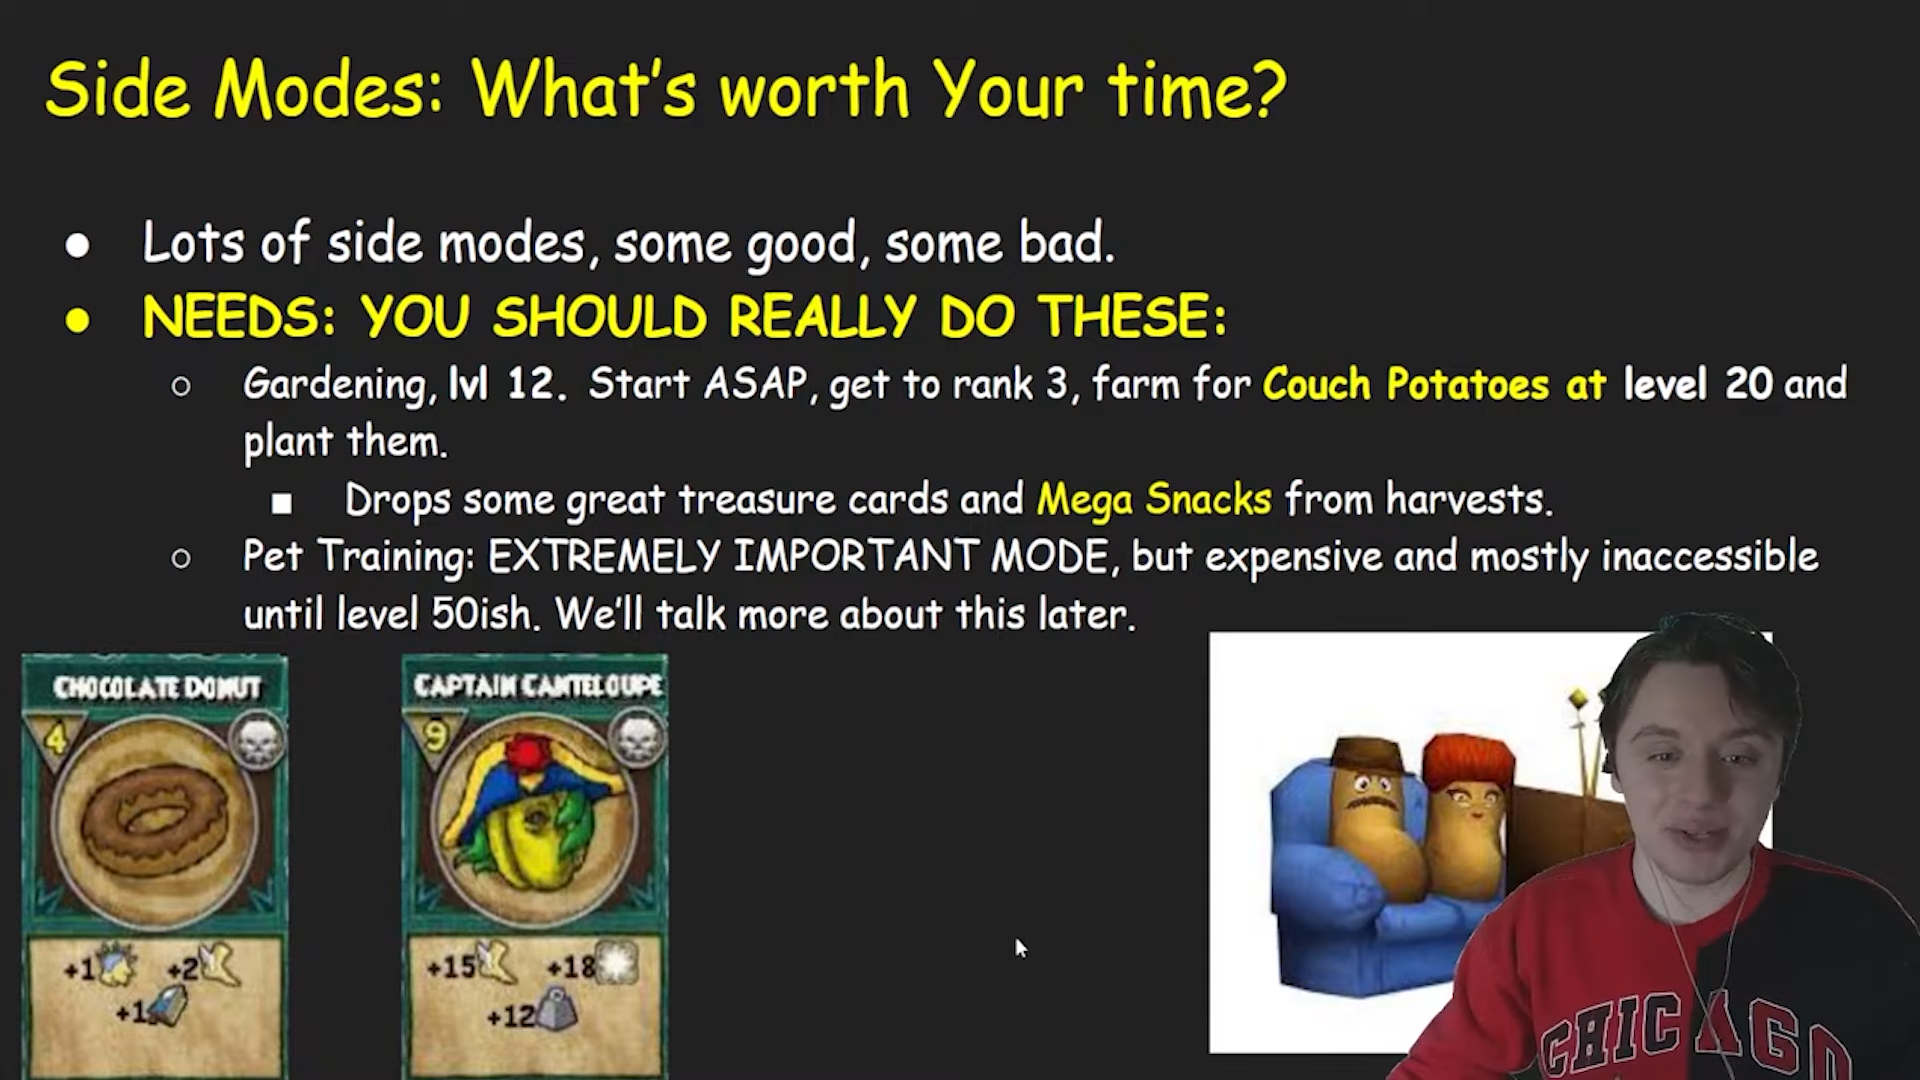 Side Modes: What's worth Your time?
● Lots of side modes, some good, some bad.
● NEEDS: YOU SHOULD REALLY DO THESE:
○ Gardening, lvl 12. Start ASAP, get to rank 3, farm for Couch Potatoes at level 20 and
plant them.
■ Drops some great treasure cards and Mega Snacks from harvests.
○ Pet Training: EXTREMELY IMPORTANT MODE, but expensive and mostly inaccessible
until level 50ish. We'll talk more about this later.
CHOCOLATE DONUT
4
+1 +2
+1
CAPTAIN CANTELOUPE
9
+15 +18
+12
CHICAGO